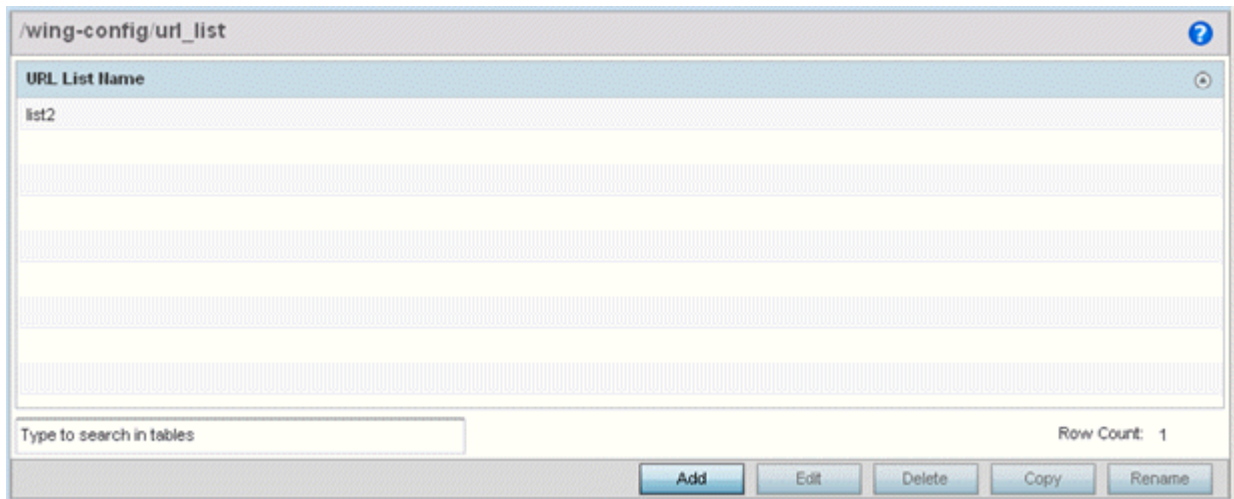 /wing-config/url_list
?
URL List Name
list2
Type to search in tables
Row Count: 1
Add Edit Delete Copy Rename